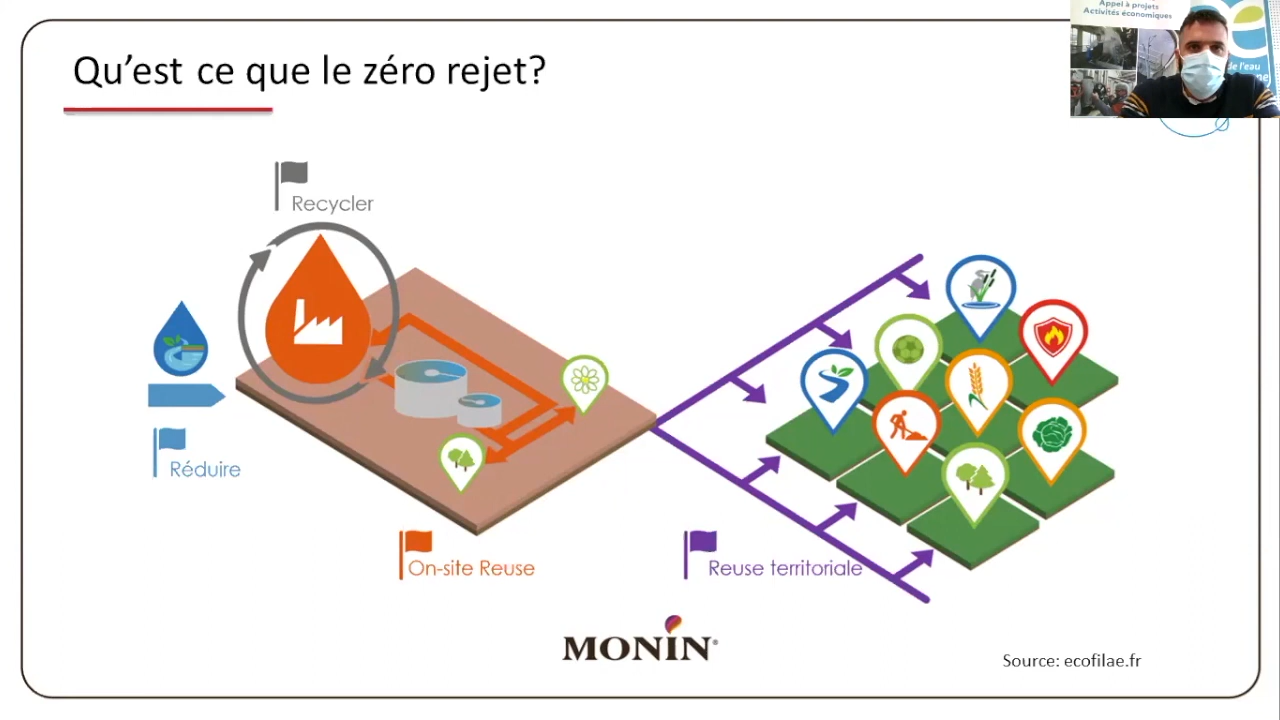 Qu’est ce que le zéro rejet?
Appel à projets
Activités économiques
de l'eau
Recycler
Réduire
On-site Reuse
Reuse territoriale
MONIN®
Source: ecofilae.fr